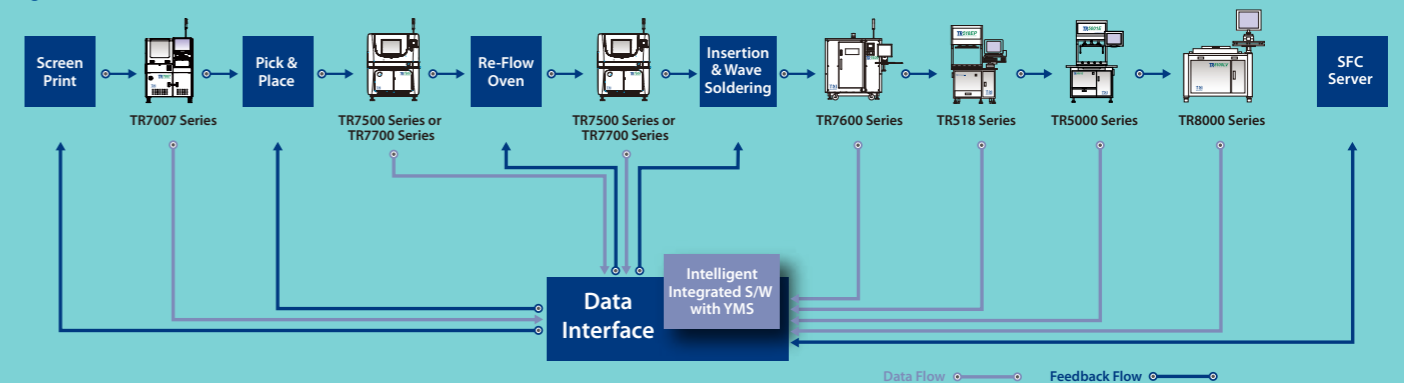 Screen
Print
TR7007 Series
Pick &
Place
TR7500 Series or
TR7700 Series
Re-Flow
Oven
TR7500 Series or
TR7700 Series
Insertion
& Wave
Soldering
TR7600 Series
TR518 Series
TR5000 Series
TR8000 Series
SFC
Server
Data
Interface
Intelligent
Integrated S/W
with YMS
Data Flow
Feedback Flow